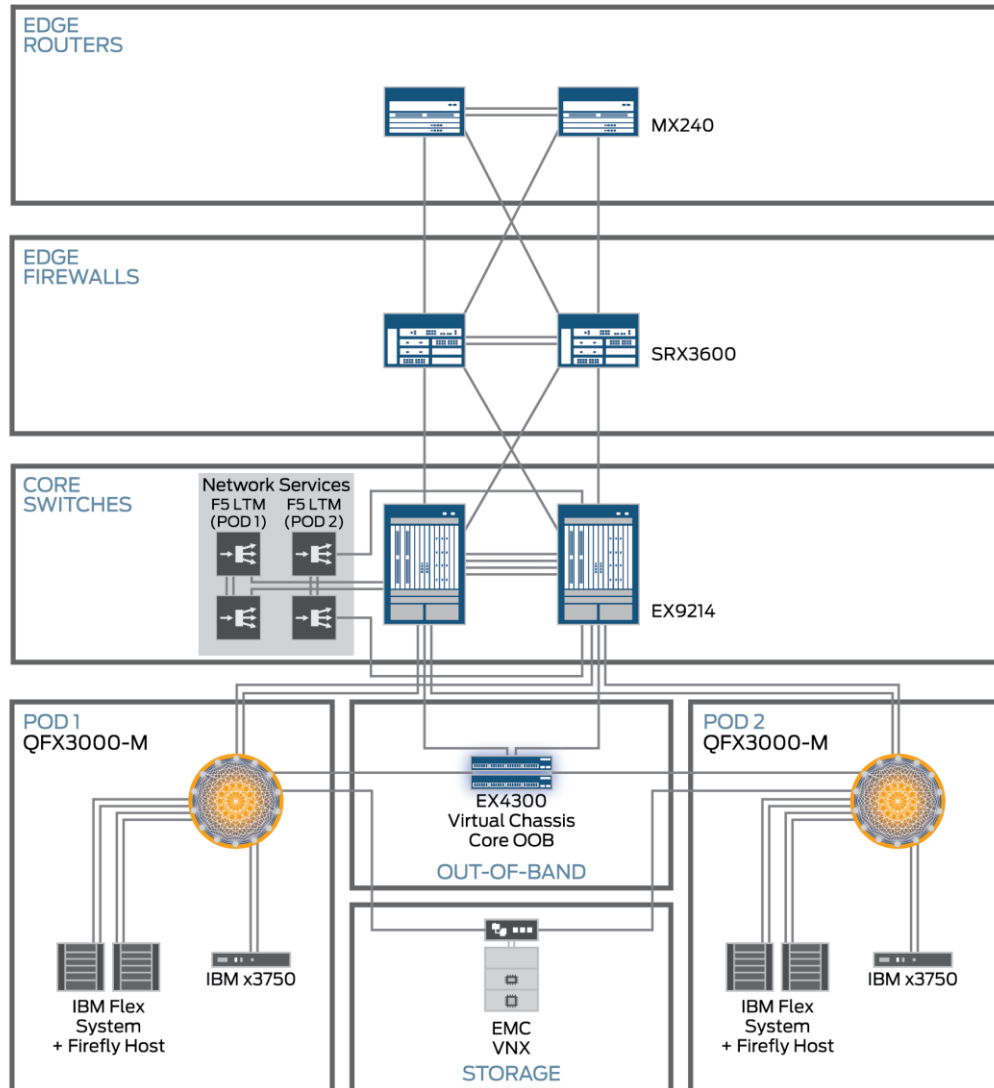 EDGE
ROUTERS
MX240
EDGE
FIREWALLS
SRX3600
CORE
SWITCHES
Network Services
F5 LTM
(POD 1)
F5 LTM
(POD 2)
EX9214
POD 1
QFX3000-M
IBM Flex
System
+ Firefly Host
IBM x3750
EX4300
Virtual Chassis
Core OOB
OUT-OF-BAND
EMC
VNX
STORAGE
POD 2
QFX3000-M
IBM Flex
System
+ Firefly Host
IBM x3750